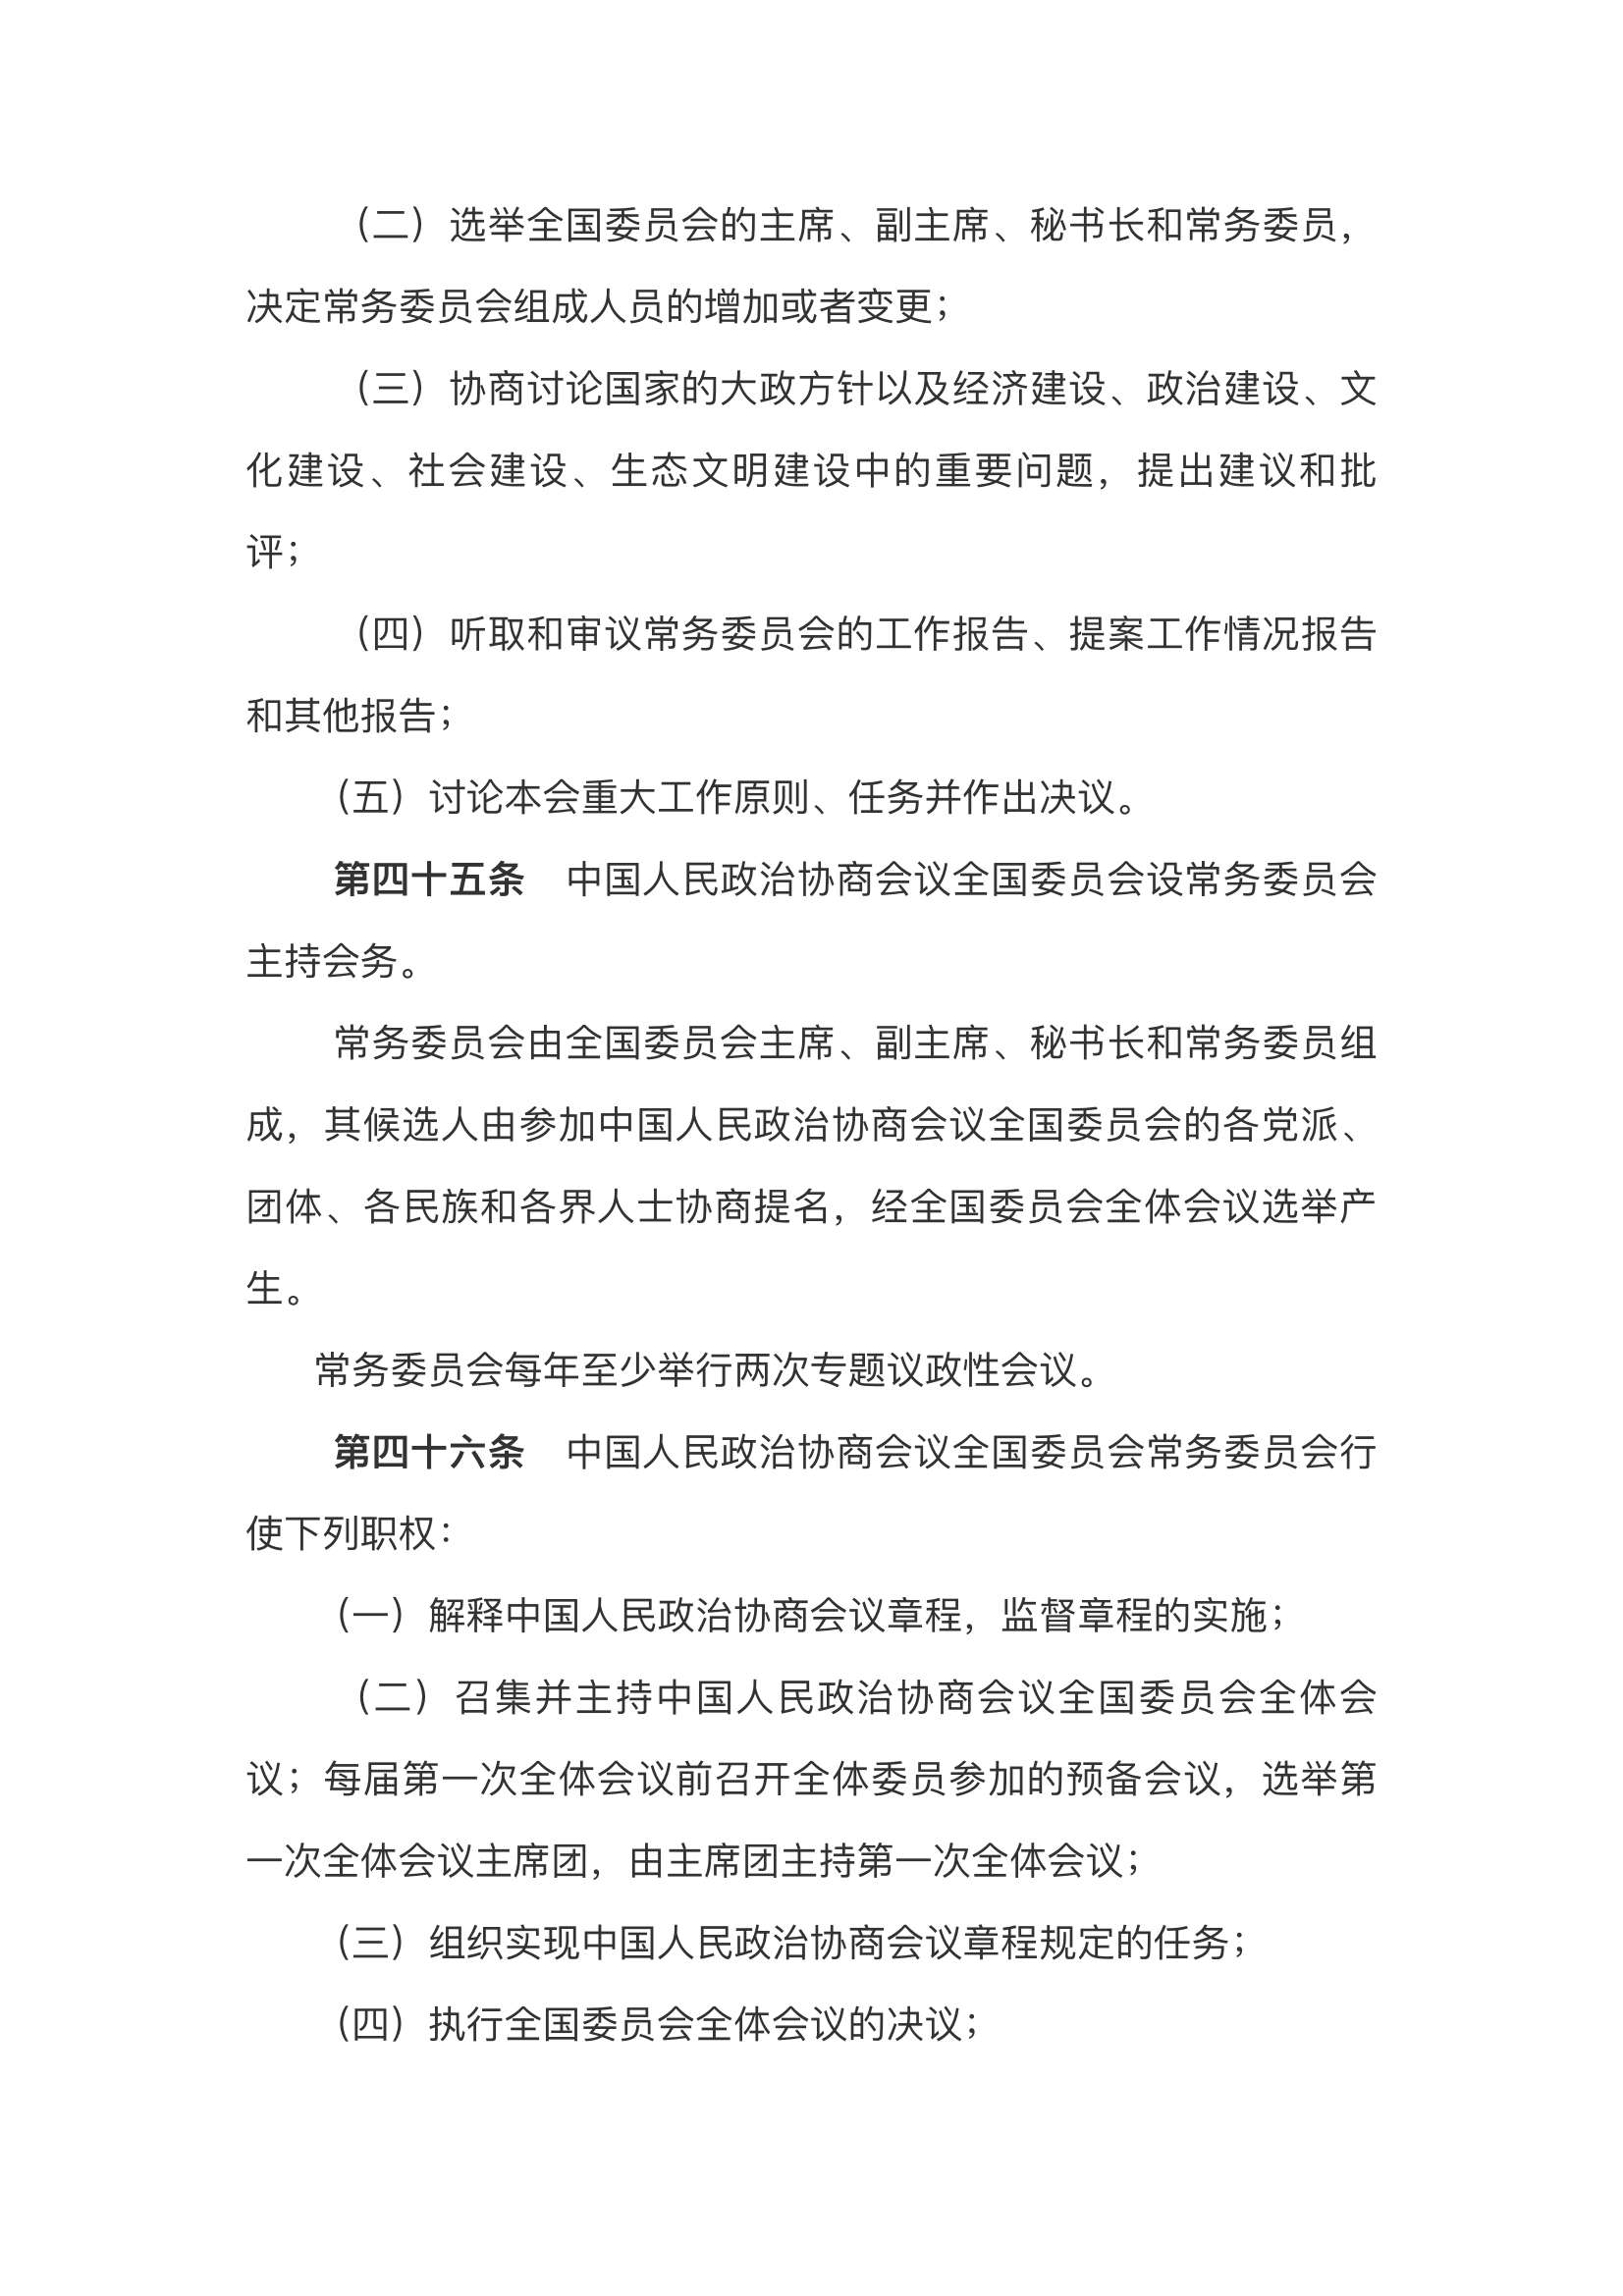 （二）选举全国委员会的主席、副主席、秘书长和常务委员，
决定常务委员会组成人员的增加或者变更；
（三）协商讨论国家的大政方针以及经济建设、政治建设、文
化建设、社会建设、生态文明建设中的重要问题，提出建议和批
评；
（四）听取和审议常务委员会的工作报告、提案工作情况报告
和其他报告；
（五）讨论本会重大工作原则、任务并作出决议。
第四十五条　中国人民政治协商会议全国委员会设常务委员会
主持会务。
常务委员会由全国委员会主席、副主席、秘书长和常务委员组
成，其候选人由参加中国人民政治协商会议全国委员会的各党派、
团体、各民族和各界人士协商提名，经全国委员会全体会议选举产
生。
常务委员会每年至少举行两次专题议政性会议。
第四十六条　中国人民政治协商会议全国委员会常务委员会行
使下列职权：
（一）解释中国人民政治协商会议章程，监督章程的实施；
（二）召集并主持中国人民政治协商会议全国委员会全体会
议；每届第一次全体会议前召开全体委员参加的预备会议，选举第
一次全体会议主席团，由主席团主持第一次全体会议；
（三）组织实现中国人民政治协商会议章程规定的任务；
（四）执行全国委员会全体会议的决议；